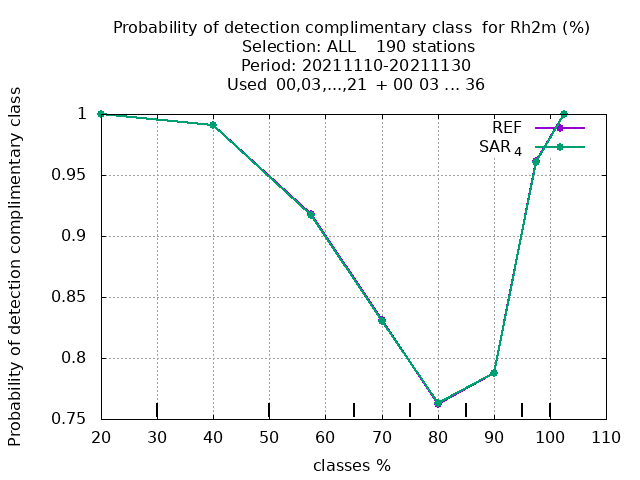 Probability of detection complimentary class  for Rh2m (%)
Selection: ALL    190 stations
Period: 20211110-20211130
Used  00,03,...,21  + 00 03 ... 36
Probability of detection complimentary class
REF
SAR 4
1
0.95
0.9
0.85
0.8
0.75
20 30 40 50 60 70 80 90 100 110
classes %